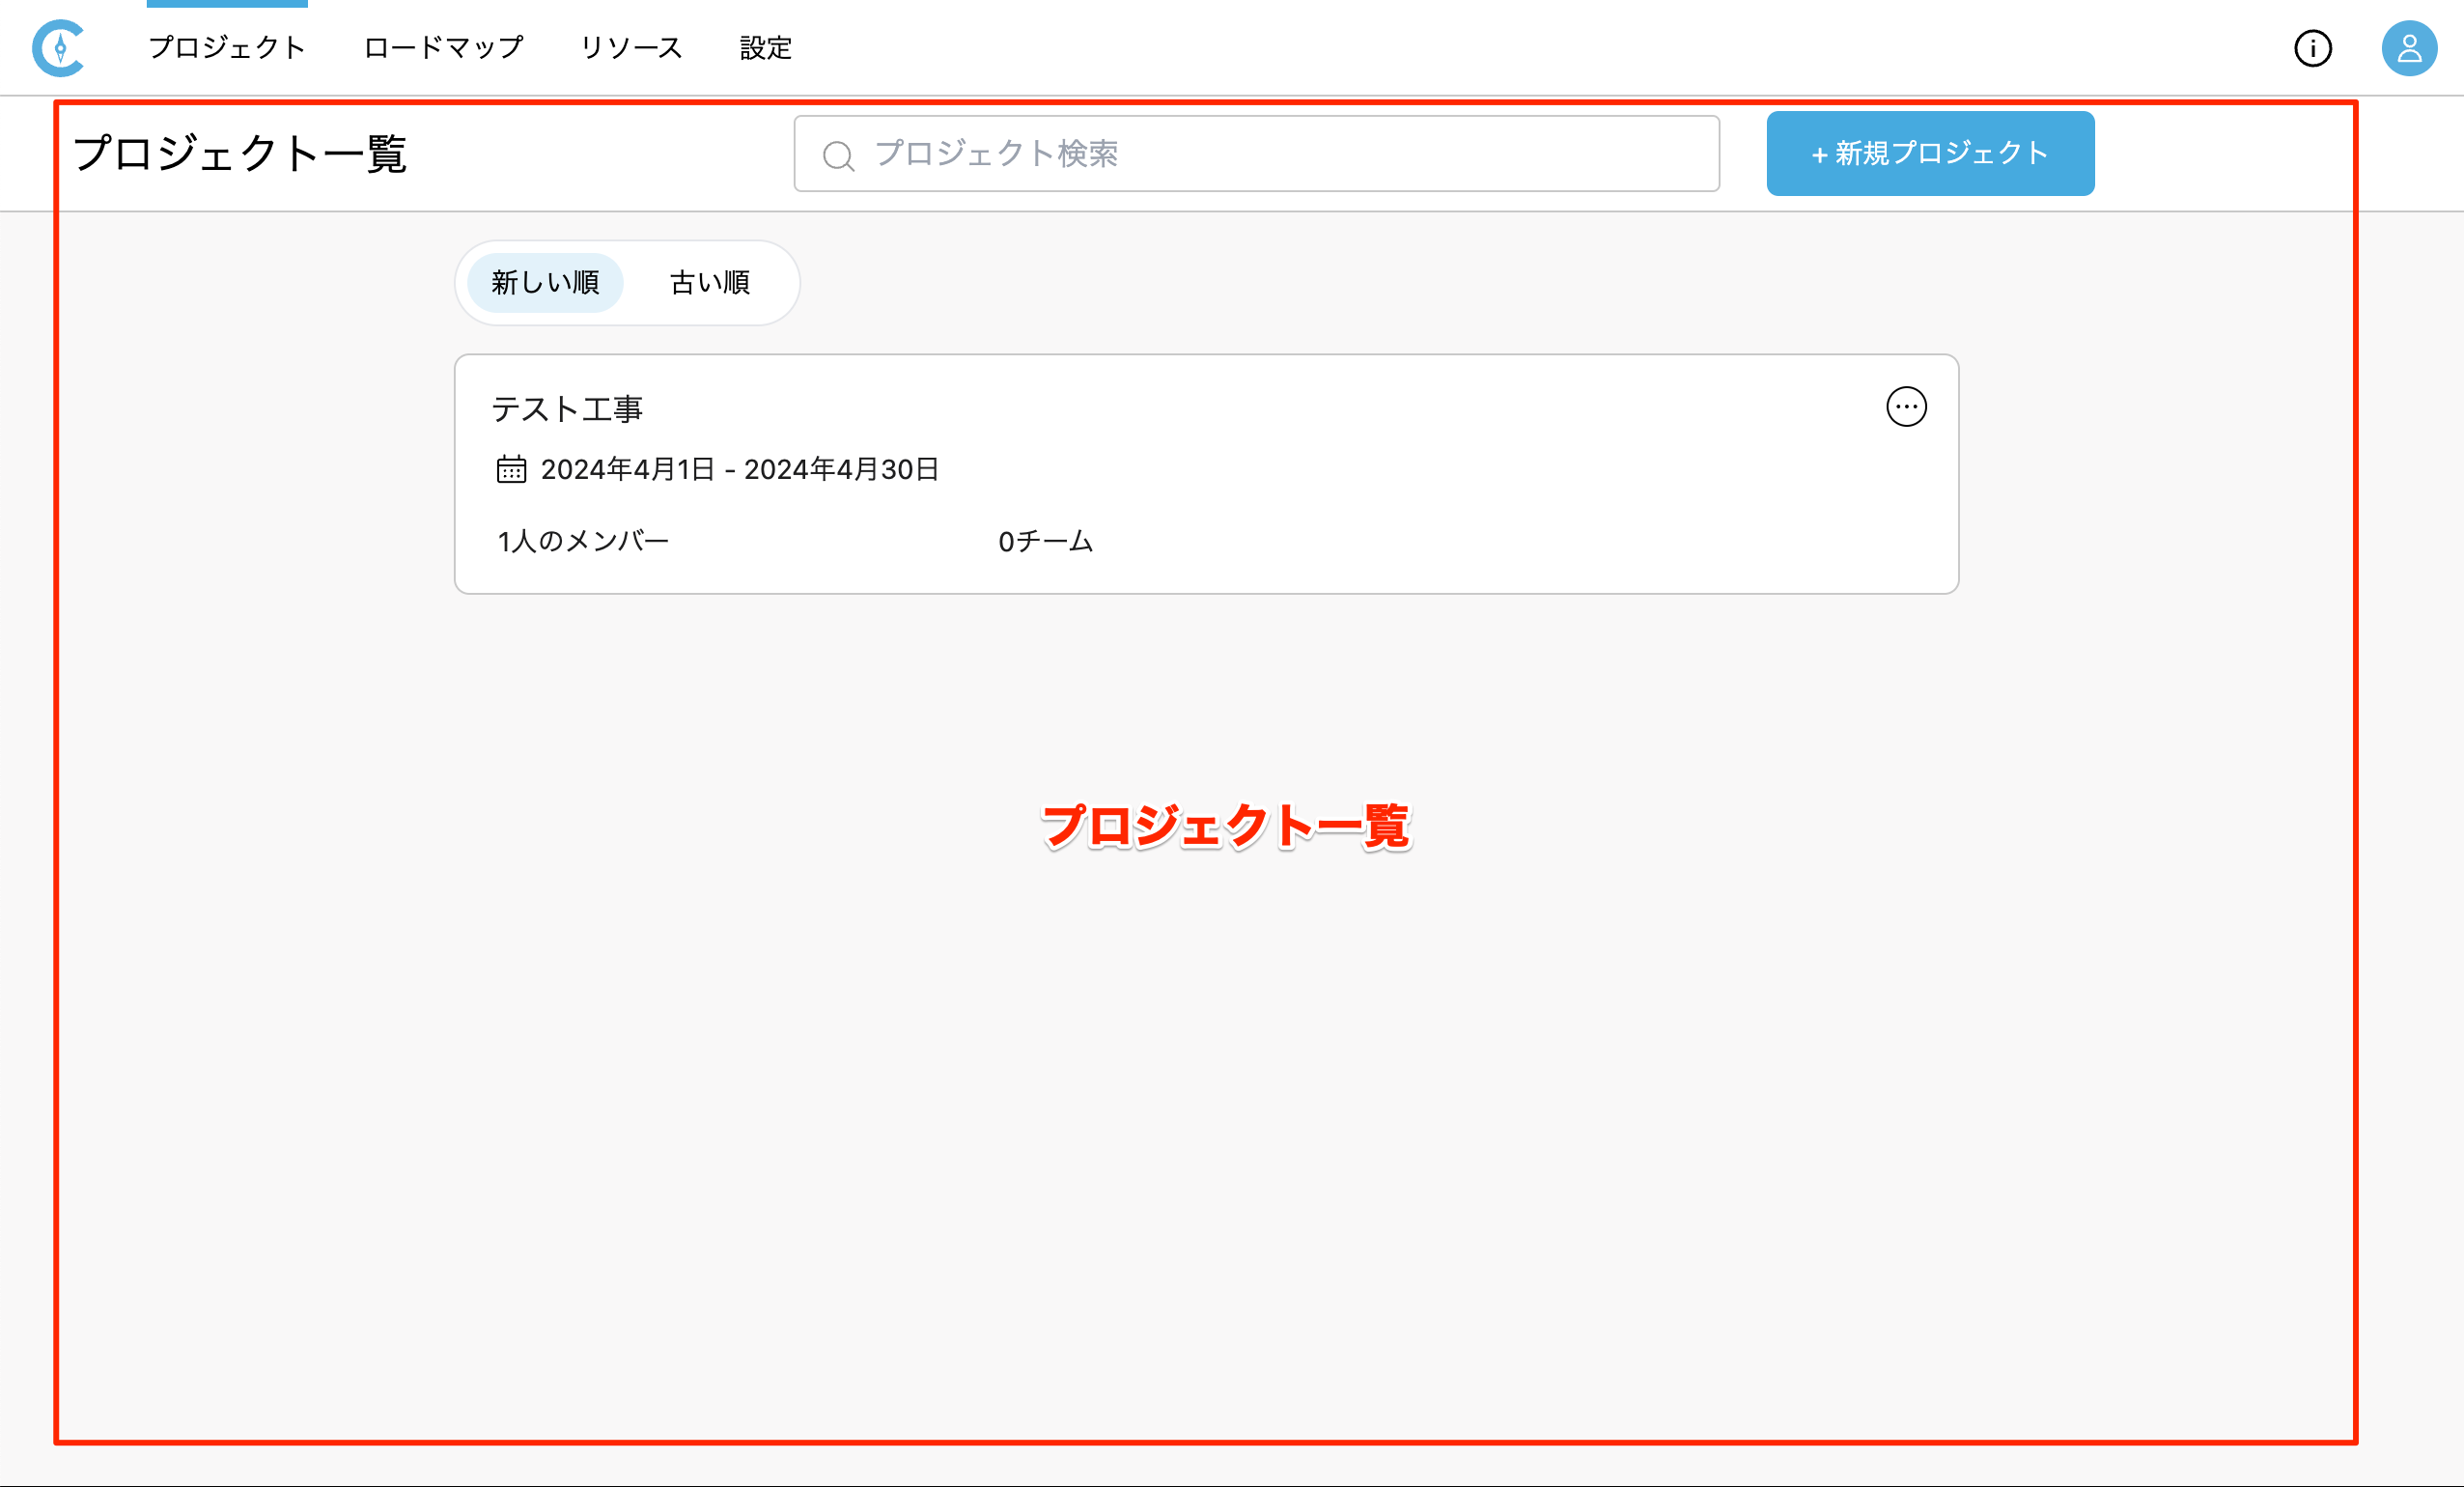 プロジェクト ロードマップ リソース 設定
プロジェクト一覧 プロジェクト検索 + 新規プロジェクト
新しい順 古い順
テスト工事
2024年4月1日 - 2024年4月30日
1人のメンバー 0チーム
プロジェクト一覧